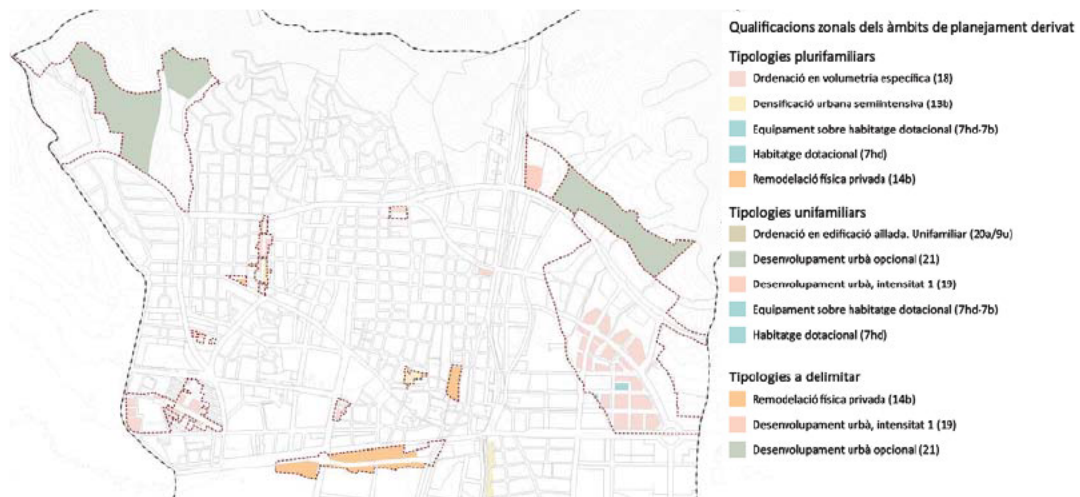 Qualificacions zonals dels àmbits de planejament derivat
Tipologies plurifamiliars
Ordenació en volumetria específica (18)
Densificació urbana semiintensiva (13b)
Equipament sobre habitatge dotacional (7hd-7b)
Habitatge dotacional (7hd)
Remodelació física privada (14b)
Tipologies unifamiliars
Ordenació en edificació aïllada. Unifamiliar (20a/9u)
Desenvolupament urbà opcional (21)
Desenvolupament urbà, intensitat 1 (19)
Equipament sobre habitatge dotacional (7hd-7b)
Habitatge dotacional (7hd)
Tipologies a delimitar
Remodelació física privada (14b)
Desenvolupament urbà, intensitat 1 (19)
Desenvolupament urbà opcional (21)